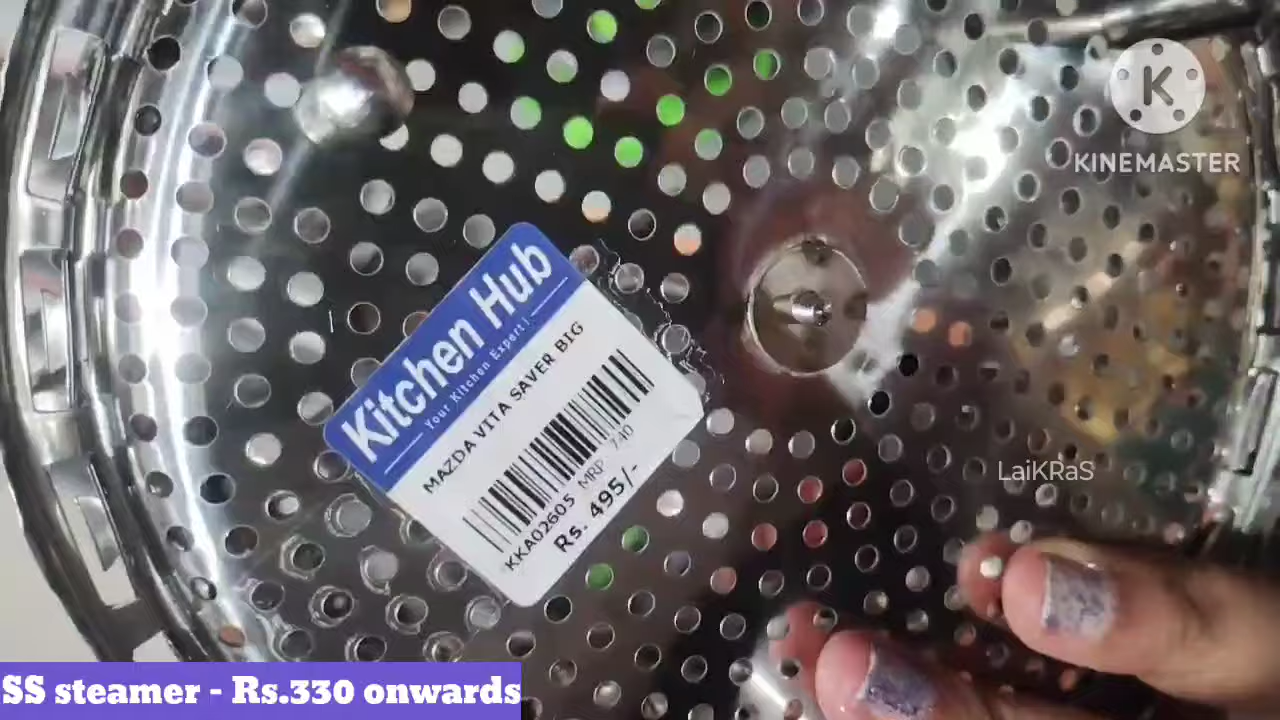 K
KINEMASTER
Kitchen Hub
Your Kitchen Expert!
MAZDA VITA SAVER BIG
KKA02605 MRP 740
Rs. 495/-
LaiKRaS
SS steamer - Rs.330 onwards